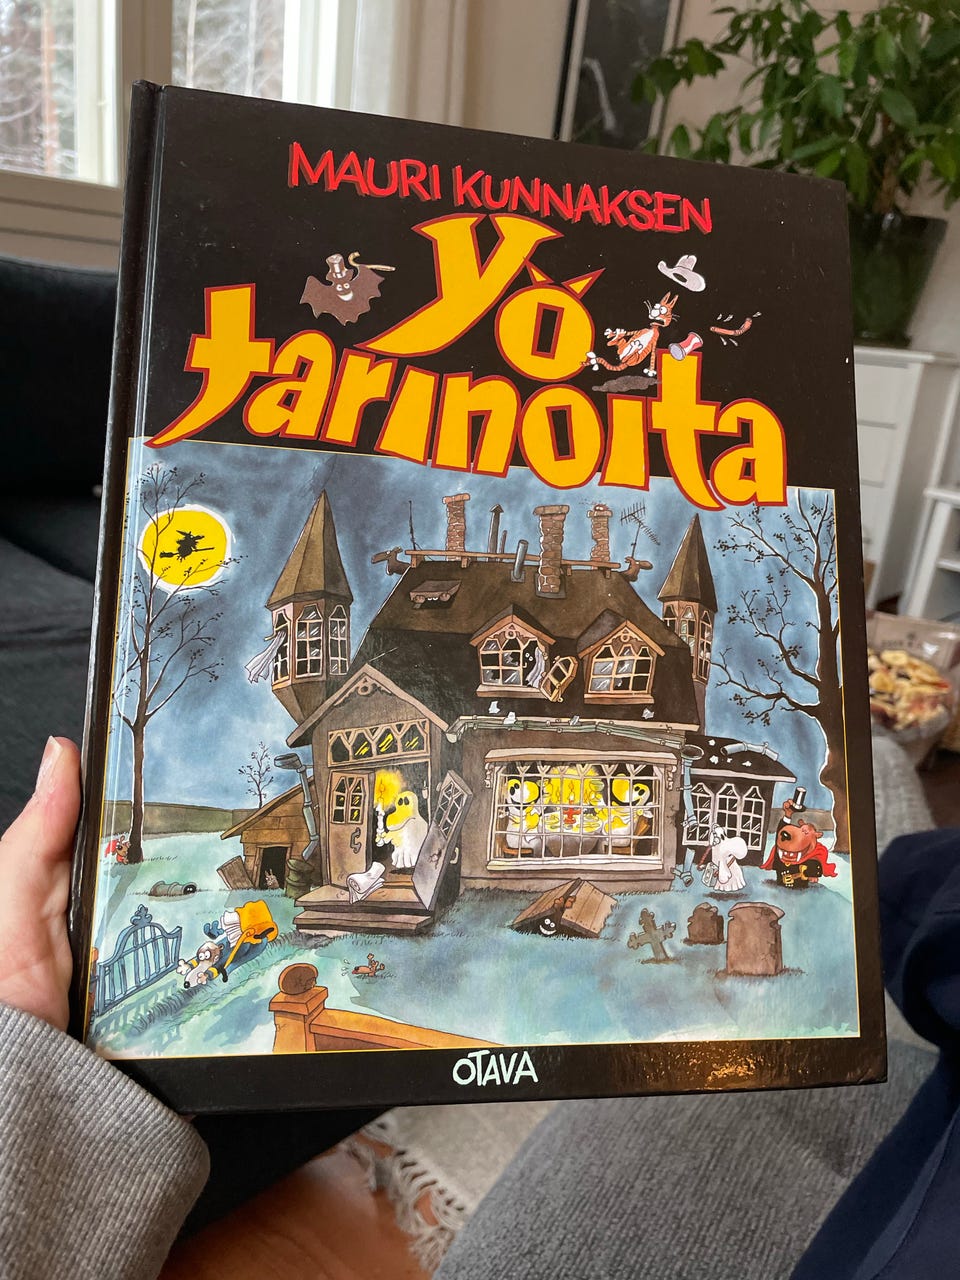 MAURI KUNNAKSEN
Yö
tarinoita
OTAVA